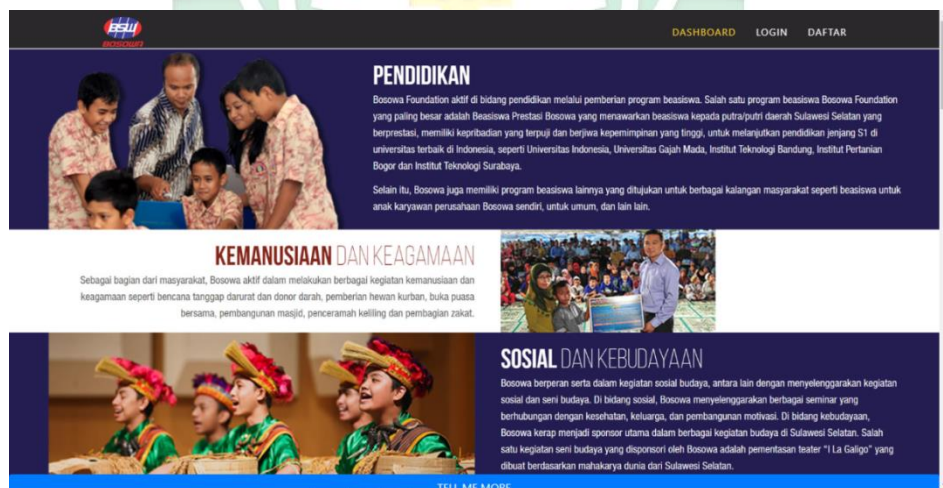 BSW
BOSOWA
DASHBOARD LOGIN DAFTAR
PENDIDIKAN
Bosowa Foundation aktif di bidang pendidikan melalui pemberian program beasiswa. Salah satu program beasiswa Bosowa Foundation
yang paling besar adalah Beasiswa Prestasi Bosowa yang menawarkan beasiswa kepada putra/putri daerah Sulawesi Selatan yang
berprestasi, memiliki kepribadian yang terpuji dan berjiwa kepemimpinan yang tinggi, untuk melanjutkan pendidikan jenjang S1 di
universitas terbaik di Indonesia, seperti Universitas Indonesia, Universitas Gajah Mada, Institut Teknologi Bandung, Institut Pertanian
Bogor dan Institut Teknologi Surabaya.
Selain itu, Bosowa juga memiliki program beasiswa lainnya yang ditujukan untuk berbagai kalangan masyarakat seperti beasiswa untuk
anak karyawan perusahaan Bosowa sendiri, untuk umum, dan lain lain.
KEMANUSIAAN DAN KEAGAMAAN
Sebagai bagian dari masyarakat, Bosowa aktif dalam melakukan berbagai kegiatan kemanusiaan dan
keagamaan seperti bencana tanggap darurat dan donor darah, pemberian hewan kurban, buka puasa
bersama, pembangunan masjid, penceramah keliling dan pembagian zakat.
SOSIAL DAN KEBUDAYAAN
Bosowa berperan serta dalam kegiatan sosial budaya, antara lain dengan menyelenggarakan kegiatan
sosial dan seni budaya. Di bidang sosial, Bosowa menyelenggarakan berbagai seminar yang
berhubungan dengan kesehatan, keluarga, dan pembangunan motivasi. Di bidang kebudayaan,
Bosowa kerap menjadi sponsor utama dalam berbagai kegiatan budaya di Sulawesi Selatan. Salah
satu kegiatan seni budaya yang disponsori oleh Bosowa adalah pementasan teater "I La Galigo" yang
dibuat berdasarkan mahakarya dunia dari Sulawesi Selatan.
TELL ME MORE